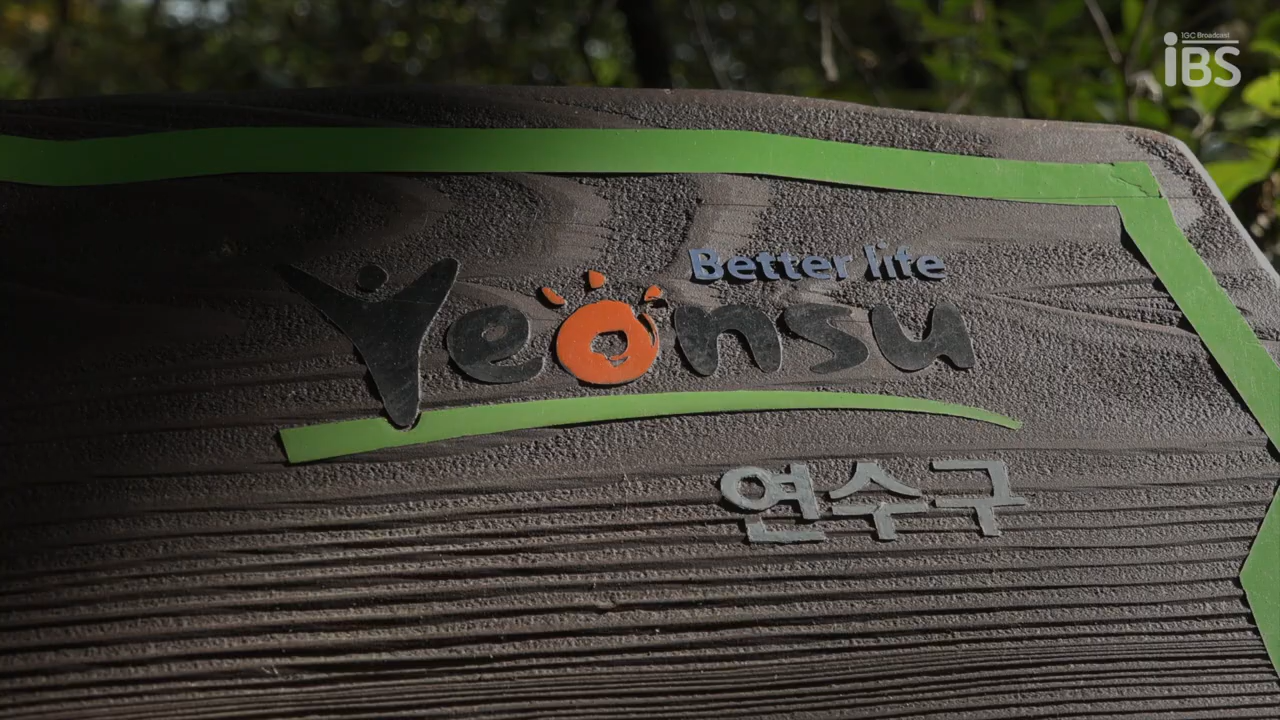 IGC Broadcast
iBS
Better life
Yeonsu
연수구